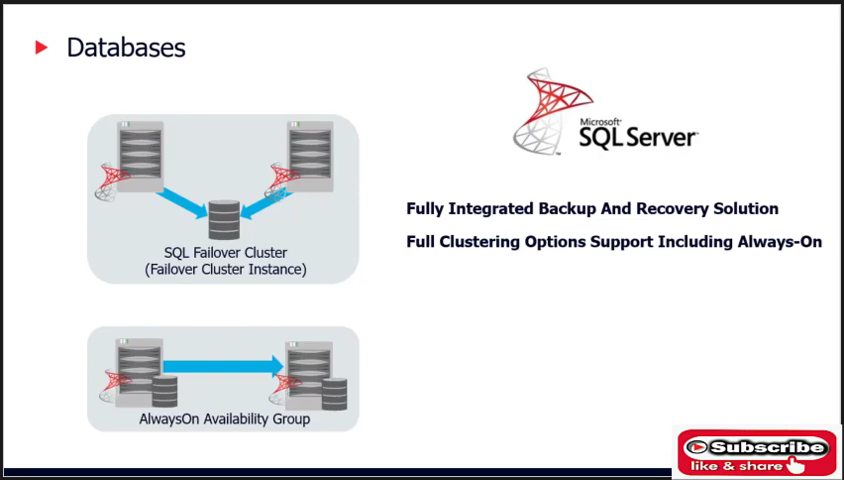 Databases
Microsoft®
SQL Server™
Fully Integrated Backup And Recovery Solution
Full Clustering Options Support Including Always-On
SQL Failover Cluster
(Failover Cluster Instance)
AlwaysOn Availability Group
Subscribe
like & share